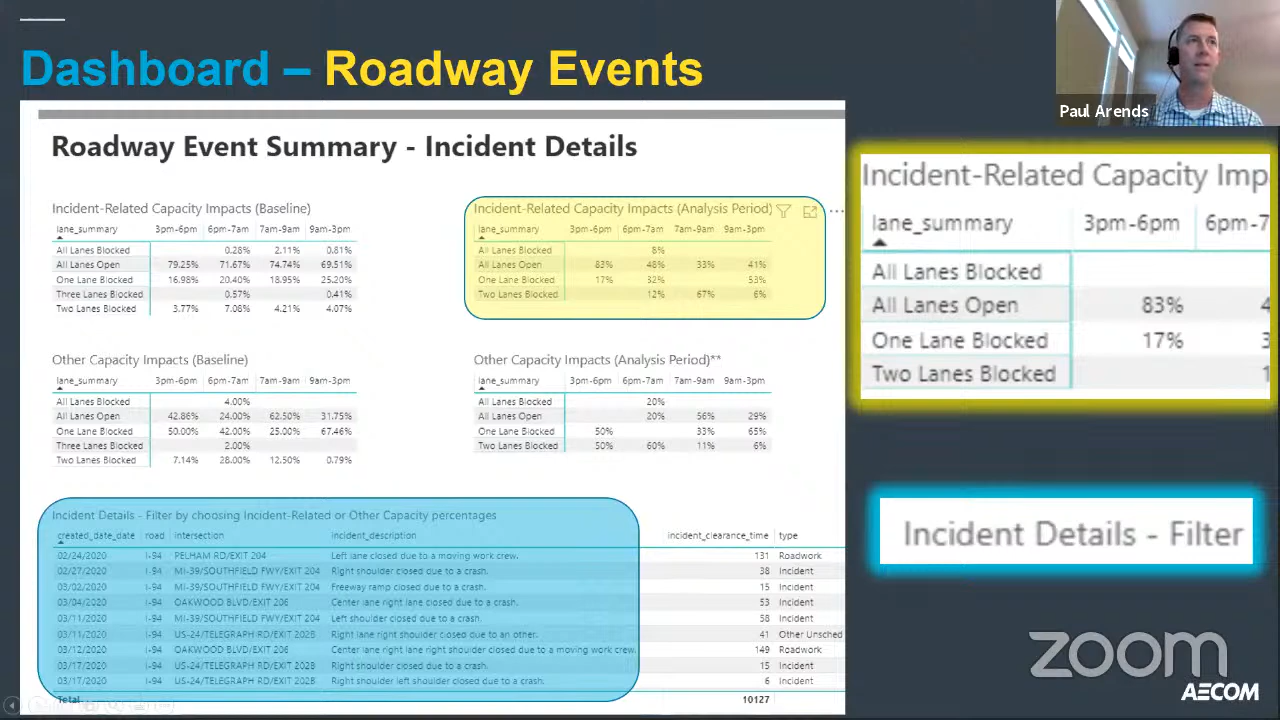 Dashboard – Roadway Events
Paul Arends
Roadway Event Summary - Incident Details
Incident-Related Capacity Impacts (Baseline)
lane_summary 3pm-6pm 6pm-7am 7am-9am 9am-3pm
All Lanes Blocked 0.28% 2.11% 0.81%
All Lanes Open 79.25% 71.67% 74.74% 69.51%
One Lane Blocked 16.98% 20.40% 18.95% 25.20%
Three Lanes Blocked 0.57% 0.41%
Two Lanes Blocked 3.77% 7.08% 4.21% 4.07%
Incident-Related Capacity Impacts (Analysis Period)
lane_summary 3pm-6pm 6pm-7am 7am-9am 9am-3pm
All Lanes Blocked 8%
All Lanes Open 83% 48% 33% 41%
One Lane Blocked 17% 32% 53%
Two Lanes Blocked 12% 67% 6%
Other Capacity Impacts (Baseline)
lane_summary 3pm-6pm 6pm-7am 7am-9am 9am-3pm
All Lanes Blocked 4.00%
All Lanes Open 42.86% 24.00% 62.50% 31.75%
One Lane Blocked 50.00% 42.00% 25.00% 67.46%
Three Lanes Blocked 2.00%
Two Lanes Blocked 7.14% 28.00% 12.50% 0.79%
Other Capacity Impacts (Analysis Period)**
lane_summary 3pm-6pm 6pm-7am 7am-9am 9am-3pm
All Lanes Blocked 20%
All Lanes Open 20% 56% 29%
One Lane Blocked 50% 33% 65%
Two Lanes Blocked 50% 60% 11% 6%
Incident Details - Filter by choosing Incident-Related or Other Capacity percentages
created_date_date road intersection incident_description incident_clearance_time type
02/24/2020 I-94 PELHAM RD/EXIT 204 Left lane closed due to a moving work crew. 131 Roadwork
02/27/2020 I-94 MI-39/SOUTHFIELD FWY/EXIT 204 Right shoulder closed due to a crash. 38 Incident
03/02/2020 I-94 MI-39/SOUTHFIELD FWY/EXIT 204 Freeway ramp closed due to a crash. 15 Incident
03/04/2020 I-94 OAKWOOD BLVD/EXIT 206 Center lane right lane closed due to a crash. 53 Incident
03/11/2020 I-94 MI-39/SOUTHFIELD FWY/EXIT 204 Left shoulder closed due to a crash. 58 Incident
03/11/2020 I-94 US-24/TELEGRAPH RD/EXIT 202B Right lane right shoulder closed due to an other. 41 Other Unsched
03/12/2020 I-94 OAKWOOD BLVD/EXIT 206 Center lane right lane right shoulder closed due to a moving work crew. 149 Roadwork
03/17/2020 I-94 US-24/TELEGRAPH RD/EXIT 202B Right shoulder closed due to a crash. 15 Incident
03/17/2020 I-94 US-24/TELEGRAPH RD/EXIT 202B Right shoulder left shoulder closed due to a crash. 6 Incident
Total 10127
Incident-Related Capacity Imp
lane_summary 3pm-6pm 6pm-7
All Lanes Blocked
All Lanes Open 83% 4
One Lane Blocked 17% 3
Two Lanes Blocked 1
Incident Details - Filter
zoom
AECOM